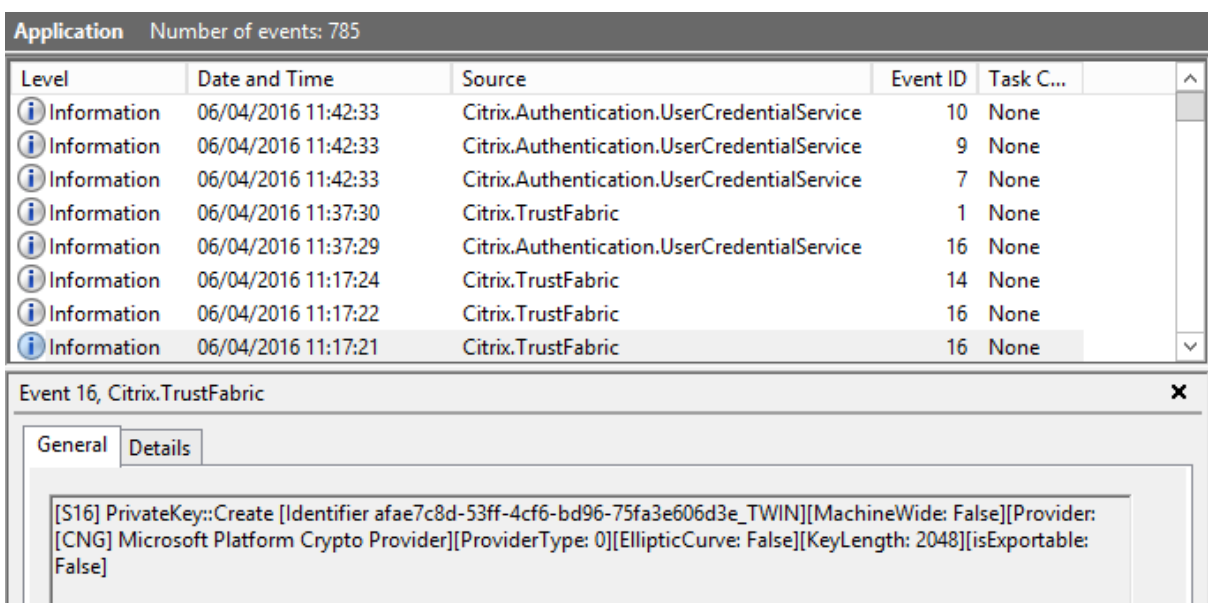 Application Number of events: 785
Level Date and Time Source Event ID Task C...
Information 06/04/2016 11:42:33 Citrix.Authentication.UserCredentialService 10 None
Information 06/04/2016 11:42:33 Citrix.Authentication.UserCredentialService 9 None
Information 06/04/2016 11:42:33 Citrix.Authentication.UserCredentialService 7 None
Information 06/04/2016 11:37:30 Citrix.TrustFabric 1 None
Information 06/04/2016 11:37:29 Citrix.Authentication.UserCredentialService 16 None
Information 06/04/2016 11:17:24 Citrix.TrustFabric 14 None
Information 06/04/2016 11:17:22 Citrix.TrustFabric 16 None
Information 06/04/2016 11:17:21 Citrix.TrustFabric 16 None
Event 16, Citrix.TrustFabric
General Details
[S16] PrivateKey::Create [Identifier afae7c8d-53ff-4cf6-bd96-75fa3e606d3e_TWIN][MachineWide: False][Provider:
[CNG] Microsoft Platform Crypto Provider][ProviderType: 0][EllipticCurve: False][KeyLength: 2048][isExportable:
False]